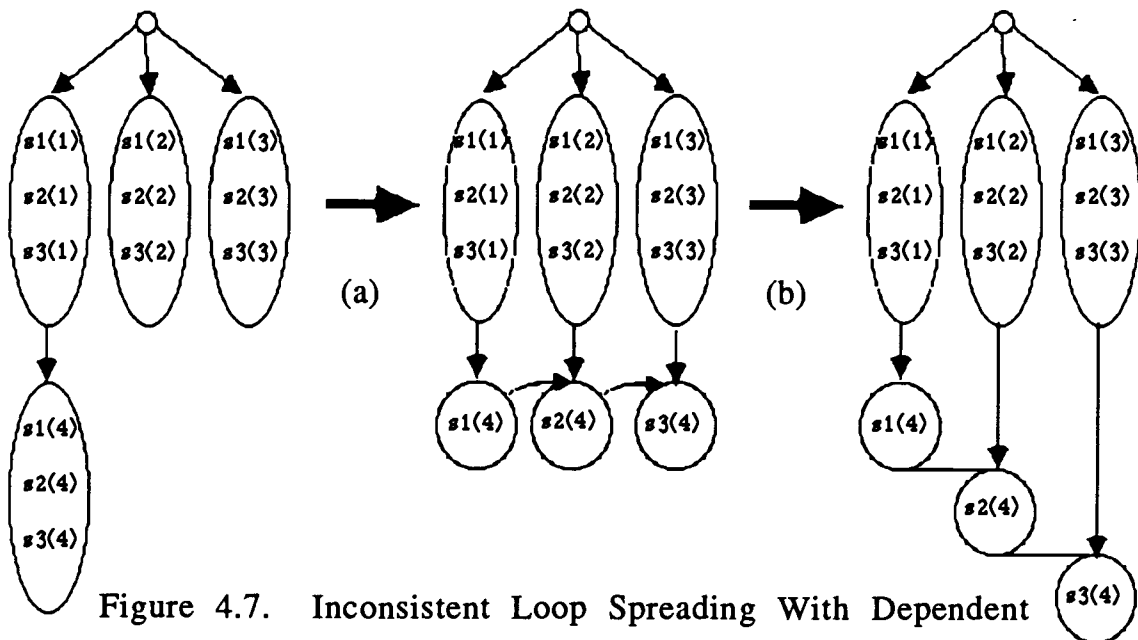 s1(1) s1(2) s1(3) s1(1) s1(2) s1(3) s1(1) s1(2) s1(3)
s2(1) s2(2) s2(3) s2(1) s2(2) s2(3) s2(1) s2(2) s2(3)
s3(1) s3(2) s3(3) s3(1) s3(2) s3(3) s3(1) s3(2) s3(3)
(a) (b)
s1(4) s1(4) s2(4) s3(4) s1(4)
s2(4) s2(4)
s3(4)
Figure 4.7. Inconsistent Loop Spreading With Dependent s3(4)